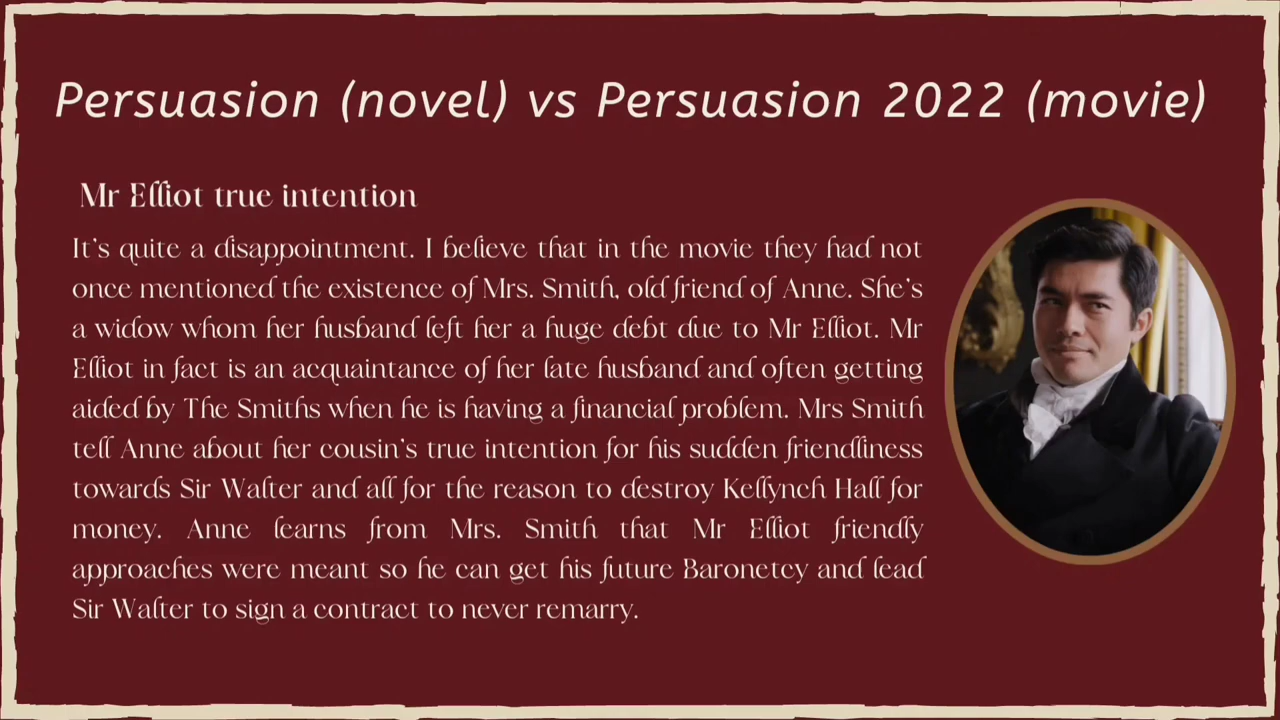 Persuasion (novel) vs Persuasion 2022 (movie)
Mr Elliot true intention
It's quite a disappointment. I believe that in the movie they had not
once mentioned the existence of Mrs. Smith, old friend of Anne. She's
a widow whom her husband left her a huge debt due to Mr Elliot. Mr
Elliot in fact is an acquaintance of her late husband and often getting
aided by The Smiths when he is having a financial problem. Mrs Smith
tell Anne about her cousin's true intention for his sudden friendliness
towards Sir Walter and all for the reason to destroy Kellynch Hall for
money. Anne learns from Mrs. Smith that Mr Elliot friendly
approaches were meant so he can get his future Baronetcy and lead
Sir Walter to sign a contract to never remarry.